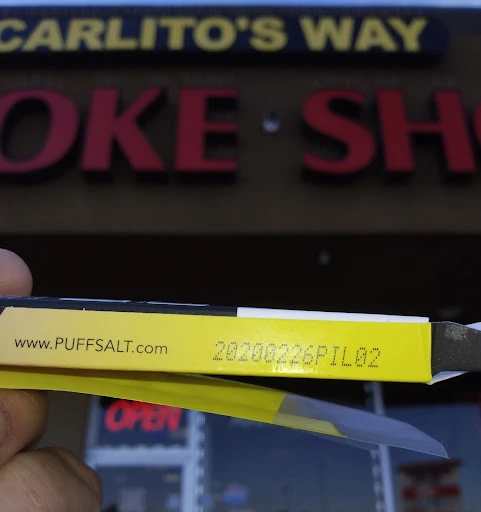 CARLITO'S WAY
OKE SH
www.PUFFSALT.com
20200226PIL02
OPEN